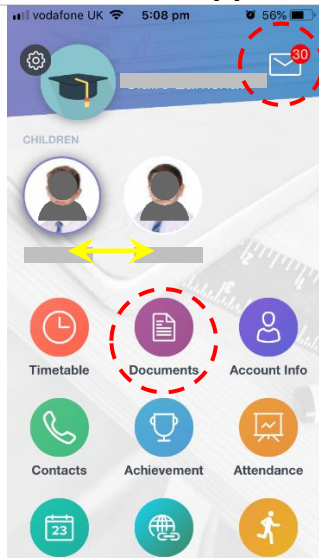 vodafone UK 5:08 pm 56%
30
CHILDREN
Timetable Documents Account Info
Contacts Achievement Attendance
23